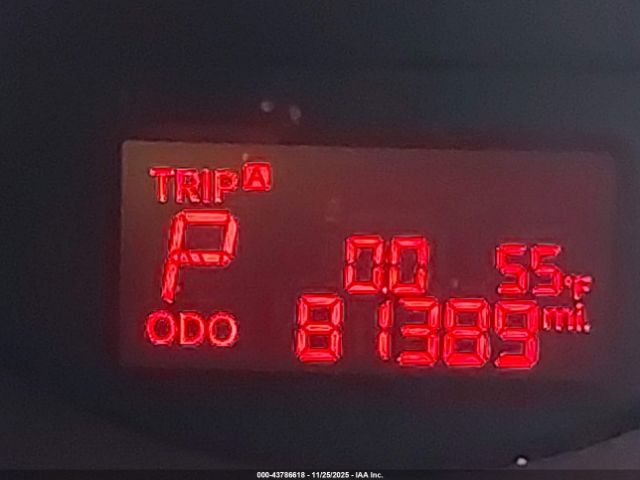 TRIP A
P 0.0 55°F
ODO 81389 mi.
000-43786618 - 11/25/2025 - IAA Inc.